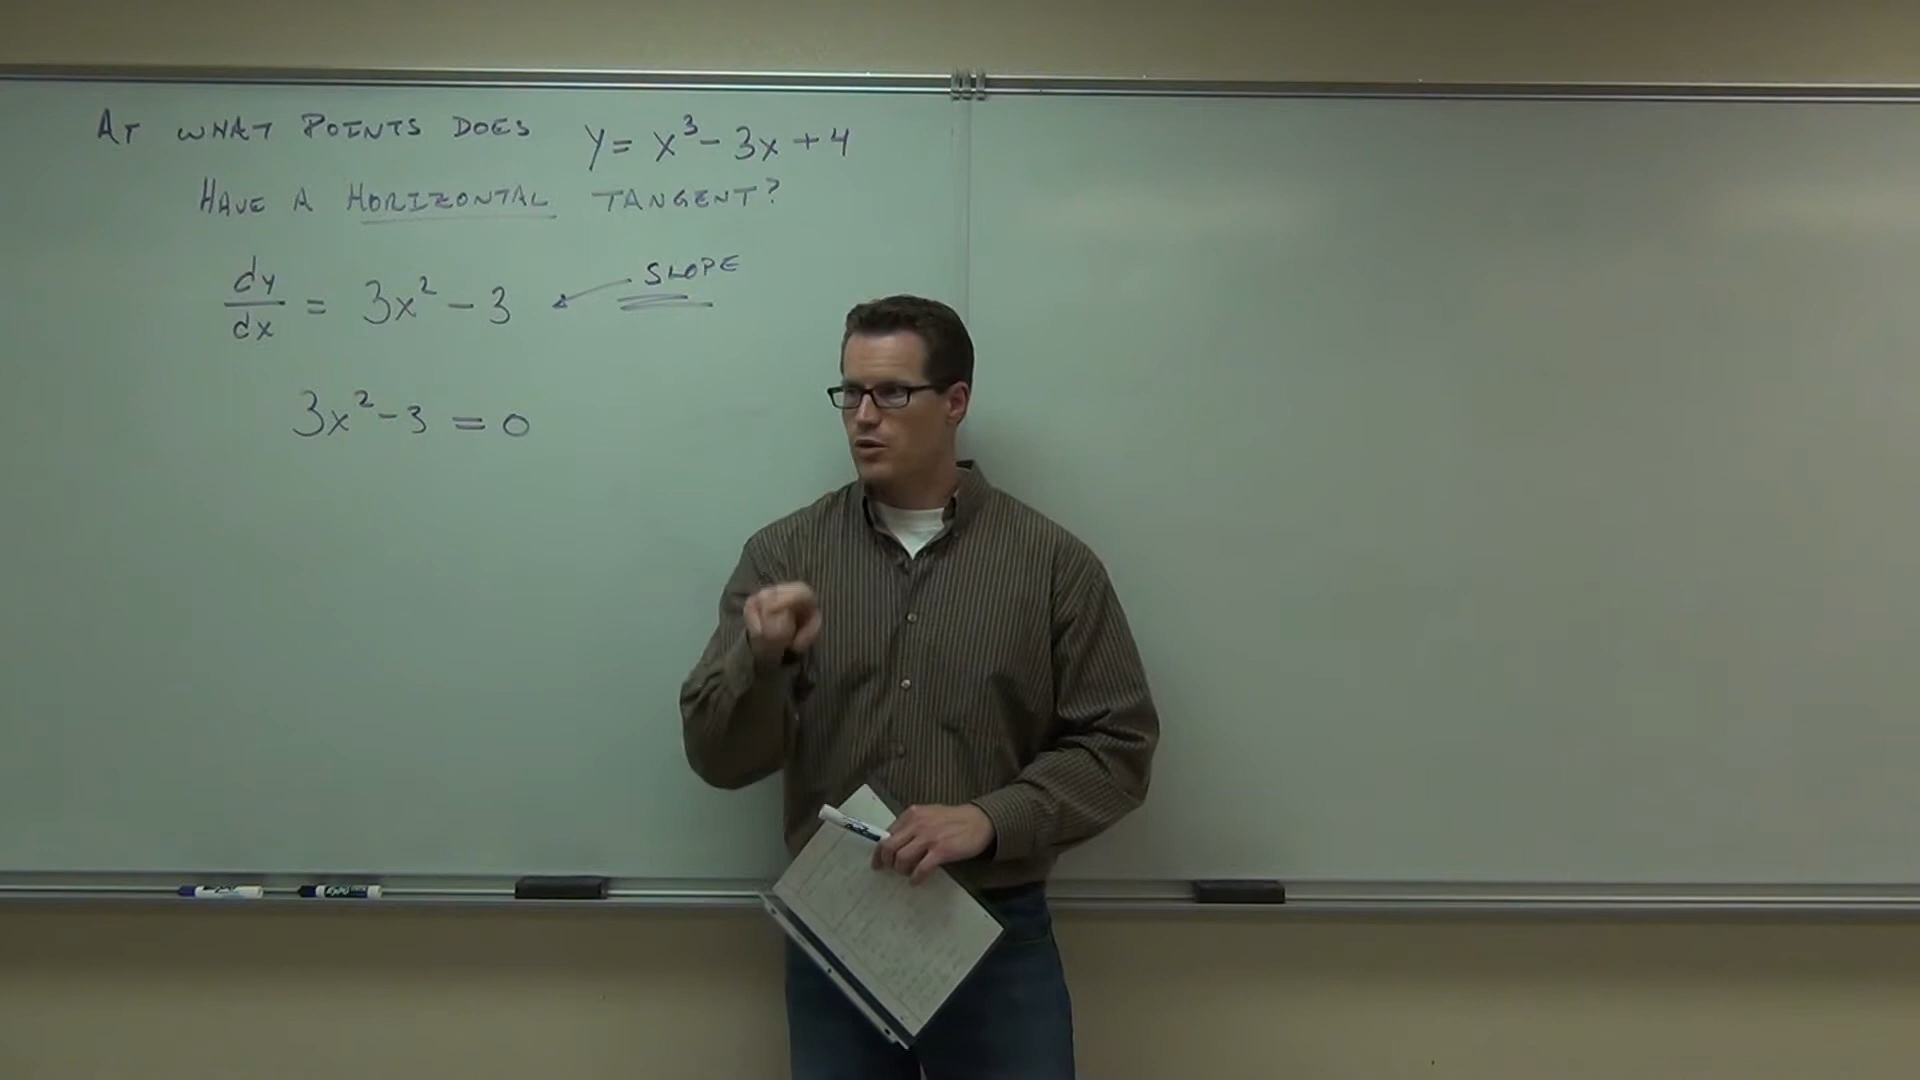 AT WHAT POINTS DOES y = x³ - 3x + 4
HAVE A HORIZONTAL TANGENT?
dy/dx = 3x² - 3 ← SLOPE
3x² - 3 = 0